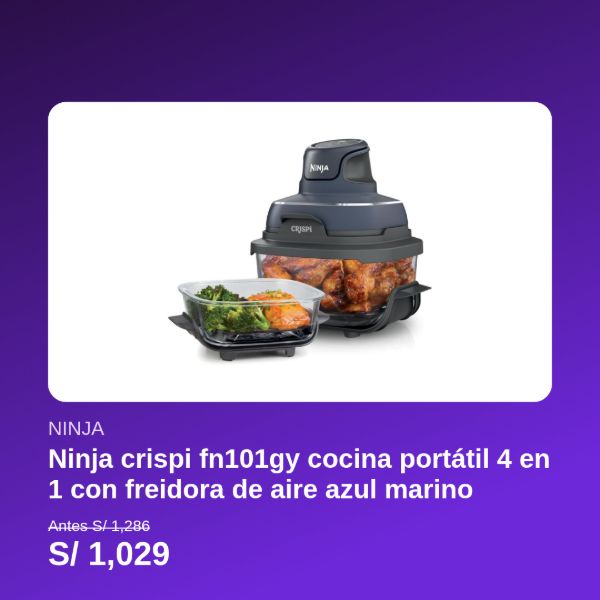 NINJA
CRISPi
NINJA
Ninja crispi fn101gy cocina portátil 4 en
1 con freidora de aire azul marino
Antes S/ 1,286
S/ 1,029